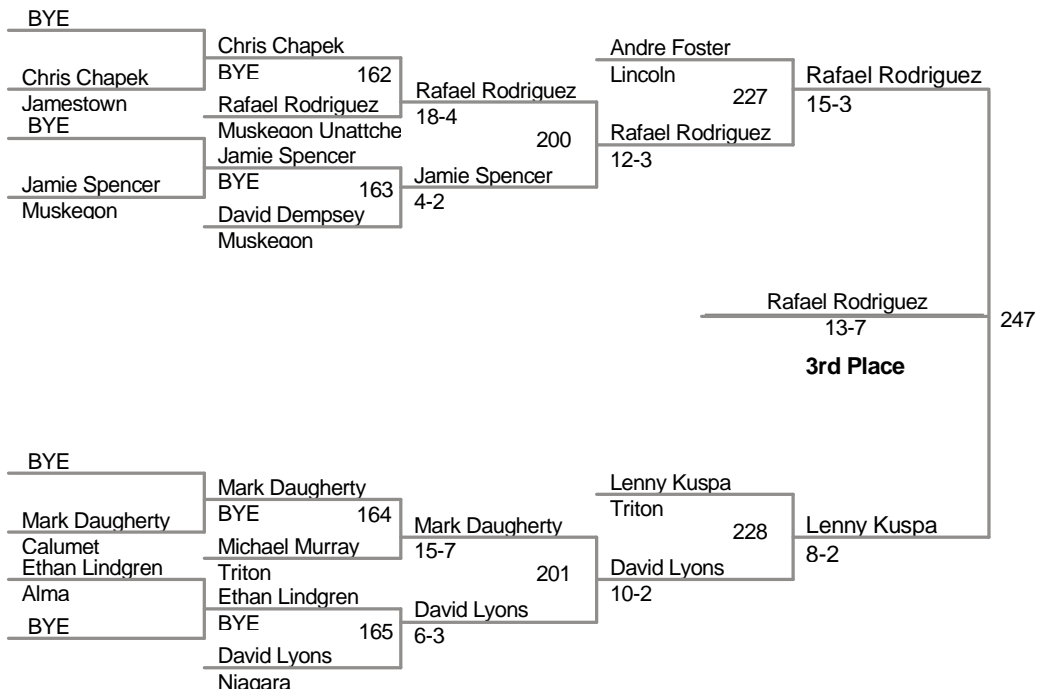 BYE
Chris Chapek
Jamestown
BYE
Jamie Spencer
Muskegon
Chris Chapek
BYE
162
Rafael Rodriguez
Muskegon Unattche
Jamie Spencer
BYE
163
David Dempsey
Muskegon
Rafael Rodriguez
18-4
200
Jamie Spencer
4-2
Andre Foster
Lincoln
227
Rafael Rodriguez
12-3
Rafael Rodriguez
15-3
Rafael Rodriguez
13-7
247
3rd Place
BYE
Mark Daugherty
Calumet
Ethan Lindgren
Alma
BYE
Mark Daugherty
BYE
164
Michael Murray
Triton
Ethan Lindgren
BYE
165
David Lyons
Niagara
Mark Daugherty
15-7
201
David Lyons
6-3
Lenny Kuspa
Triton
228
David Lyons
10-2
Lenny Kuspa
8-2